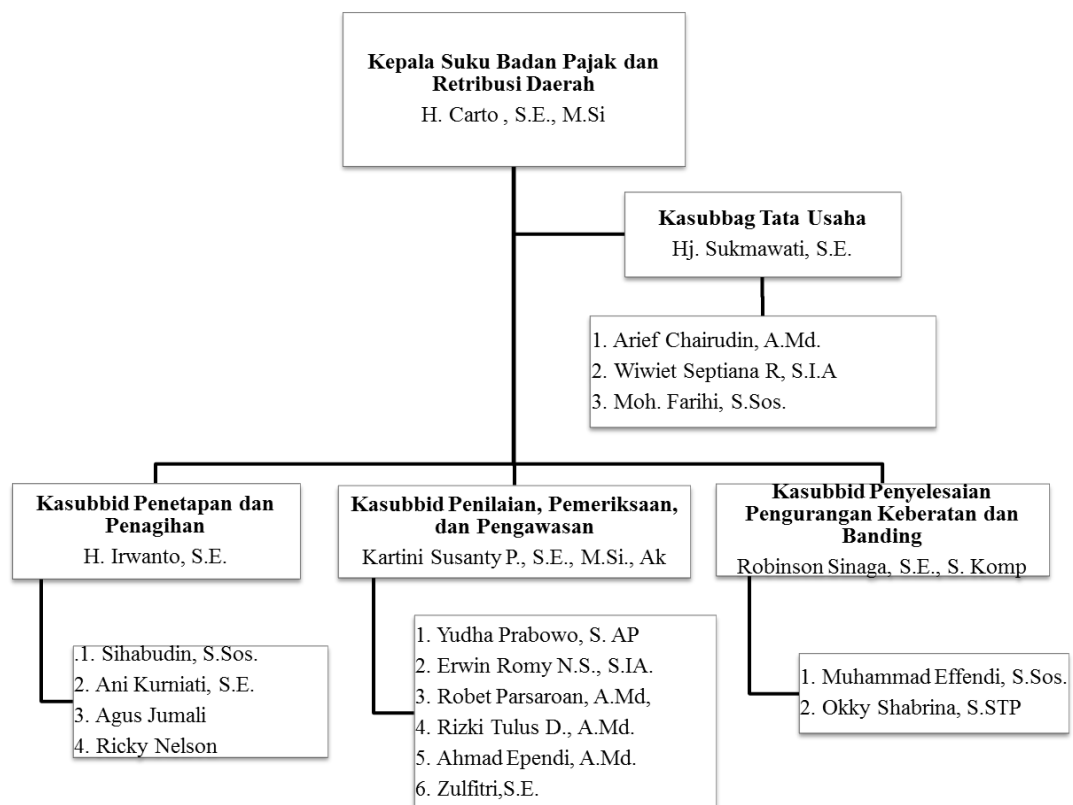 Kepala Suku Badan Pajak dan
Retribusi Daerah
H. Carto , S.E., M.Si
Kasubbag Tata Usaha
Hj. Sukmawati, S.E.
1. Arief Chairudin, A.Md.
2. Wiwiet Septiana R, S.I.A
3. Moh. Farihi, S.Sos.
Kasubbid Penetapan dan
Penagihan
H. Irwanto, S.E.
.1. Sihabudin, S.Sos.
2. Ani Kurniati, S.E.
3. Agus Jumali
4. Ricky Nelson
Kasubbid Penilaian, Pemeriksaan,
dan Pengawasan
Kartini Susanty P., S.E., M.Si., Ak
1. Yudha Prabowo, S. AP
2. Erwin Romy N.S., S.IA.
3. Robet Parsaroan, A.Md,
4. Rizki Tulus D., A.Md.
5. Ahmad Ependi, A.Md.
6. Zulfitri,S.E.
Kasubbid Penyelesaian
Pengurangan Keberatan dan
Banding
Robinson Sinaga, S.E., S. Komp
1. Muhammad Effendi, S.Sos.
2. Okky Shabrina, S.STP